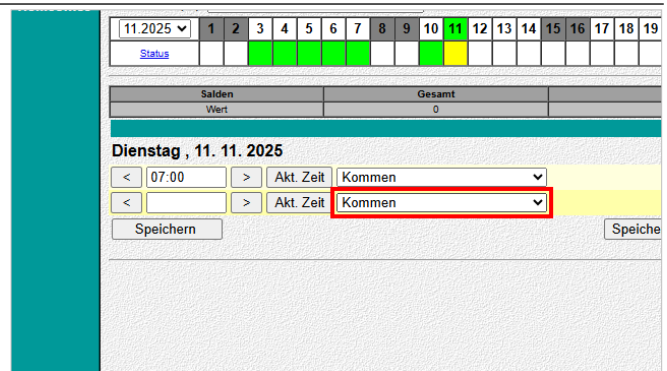 11.2025 1 2 3 4 5 6 7 8 9 10 11 12 13 14 15 16 17 18 19
Status
Salden Gesamt
Wert 0
Dienstag , 11. 11. 2025
< 07:00 > Akt. Zeit Kommen
< > Akt. Zeit Kommen
Speichern Speiche